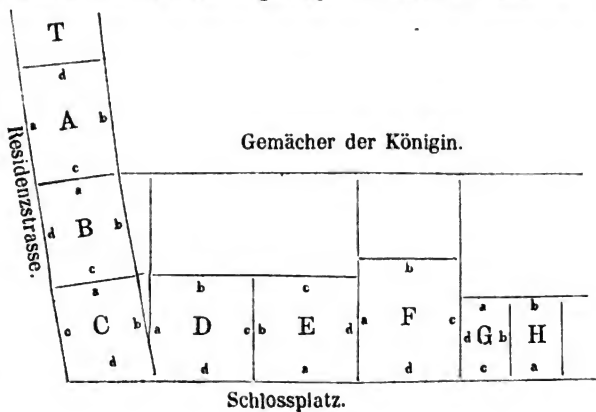 T
d
a A b
c
Gemächer der Königin.
Residenzstrasse.
a
d B b
c
a
c C b
d
b
a D c
d
c
b E d
a
b
a F c
d
a
d G b
c
b
H
a
Schlossplatz.